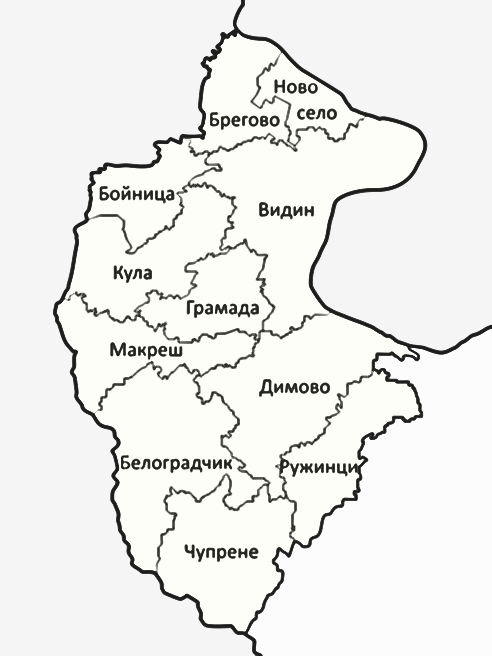 Ново
село
Брегово
Бойница
Видин
Кула
Грамада
Макреш
Димово
Белоградчик
Ружинци
Чупрене